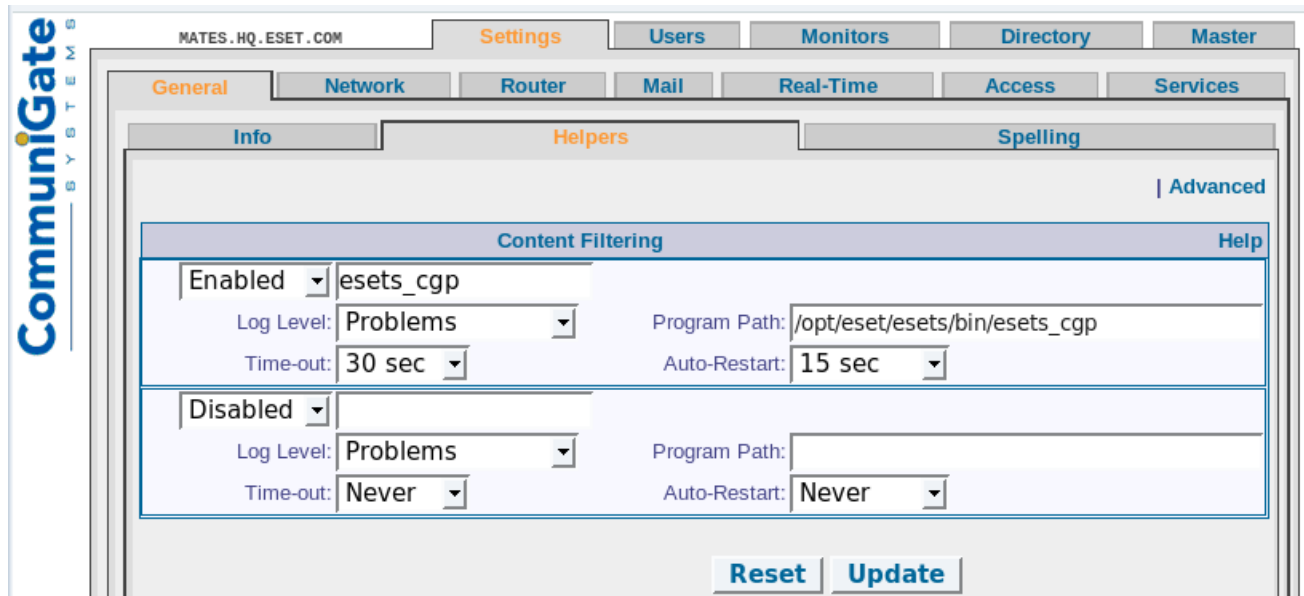 CommuniGate
SYSTEMS
MATES.HQ.ESET.COM Settings Users Monitors Directory Master
General Network Router Mail Real-Time Access Services
Info Helpers Spelling
| Advanced
Content Filtering Help
Enabled esets_cgp
Log Level: Problems Program Path: /opt/eset/esets/bin/esets_cgp
Time-out: 30 sec Auto-Restart: 15 sec
Disabled
Log Level: Problems Program Path:
Time-out: Never Auto-Restart: Never
Reset Update